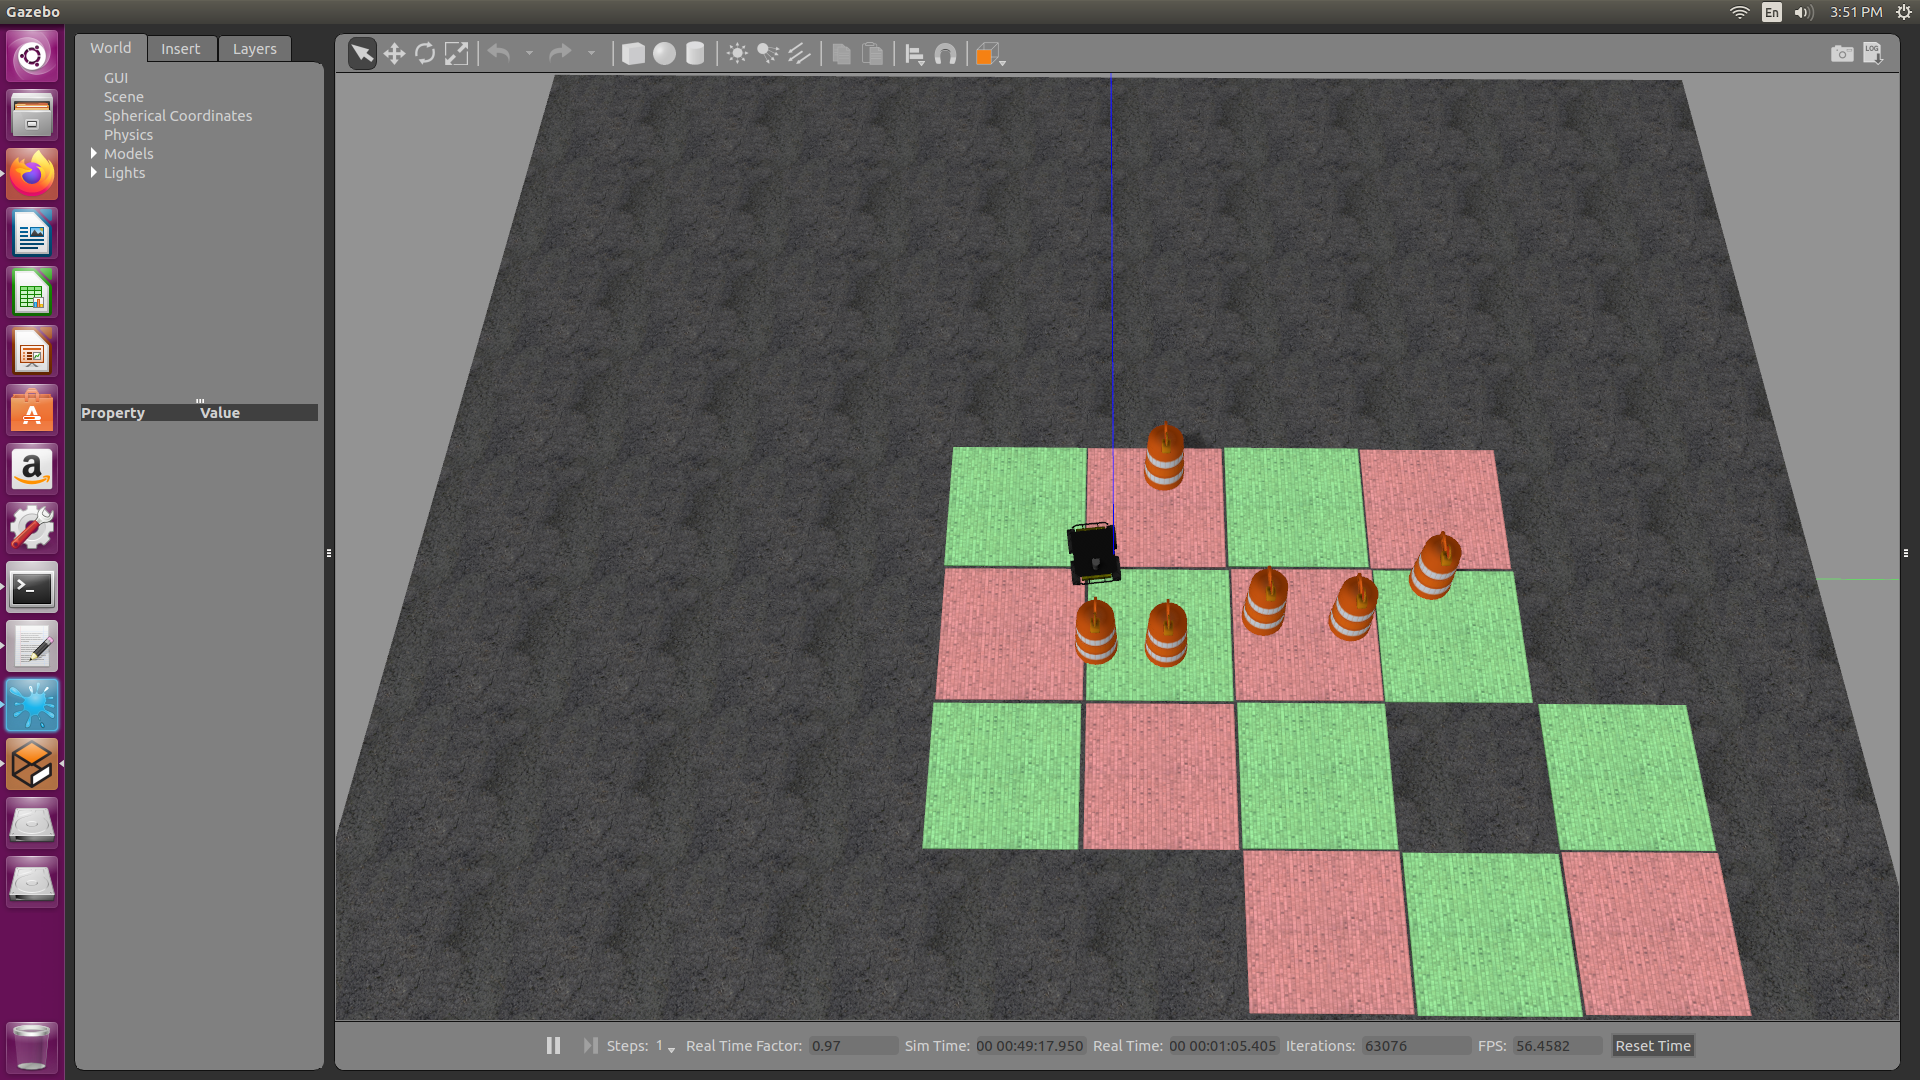 Gazebo
En
3:51 PM
World Insert Layers
GUI
Scene
Spherical Coordinates
Physics
Models
Lights
Property Value
LOG
Steps: 1 Real Time Factor: 0.97 Sim Time: 00 00:49:17.950 Real Time: 00 00:01:05.405 Iterations: 63076 FPS: 56.4582 Reset Time